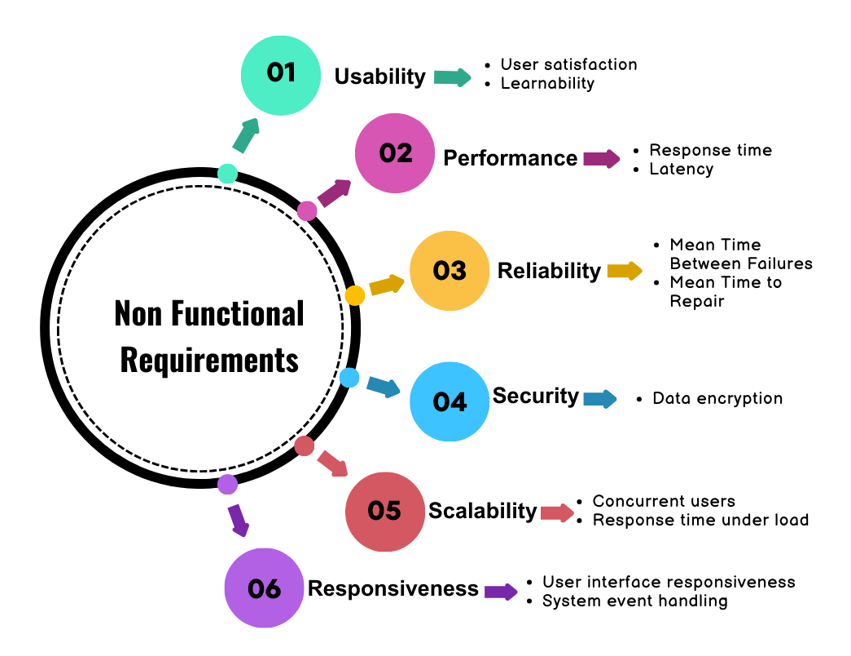 Non Functional
Requirements
01
Usability
• User satisfaction
• Learnability
02
Performance
• Response time
• Latency
03
Reliability
• Mean Time
Between Failures
• Mean Time to
Repair
04
Security
• Data encryption
05
Scalability
• Concurrent users
• Response time under load
06
Responsiveness
• User interface responsiveness
• System event handling